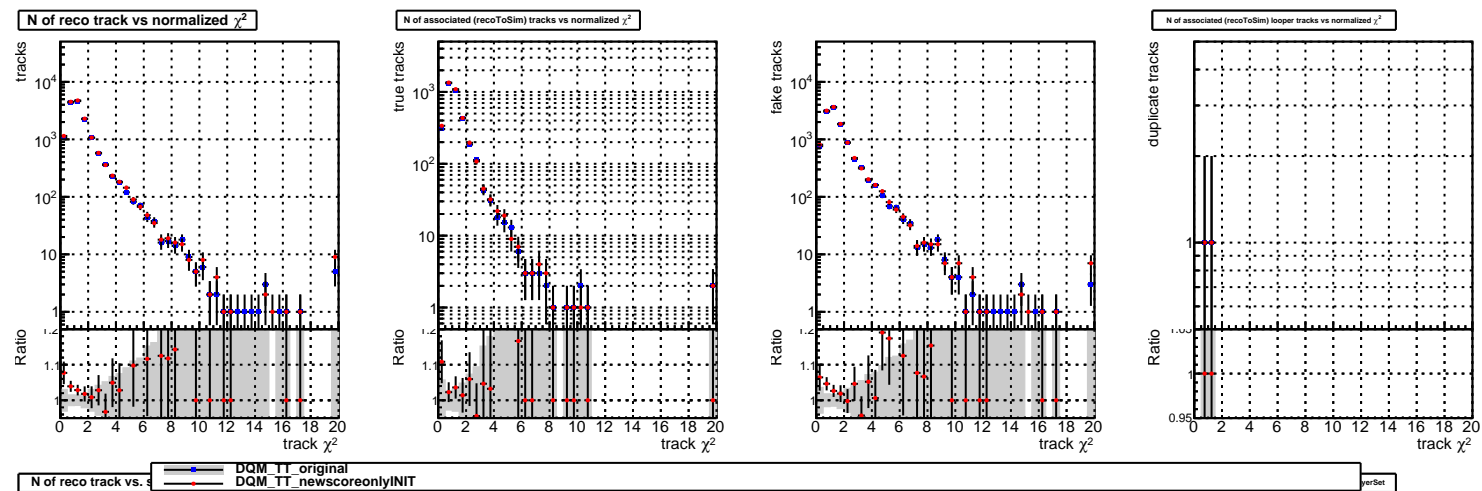 N of reco track vs normalized χ²
N of associated (recoToSim) tracks vs normalized χ²
N of associated (recoToSim) looper tracks vs normalized χ²
tracks
10⁴
10³
10²
10
1
Ratio
1.2
1.1
1
0 2 4 6 8 10 12 14 16 18 20
track χ²
true tracks
10³
10²
10
1
Ratio
1.2
1.1
1
0 2 4 6 8 10 12 14 16 18 20
track χ²
fake tracks
10⁴
10³
10²
10
1
Ratio
1.2
1.1
1
0 2 4 6 8 10 12 14 16 18 20
track χ²
duplicate tracks
1
Ratio
1.05
1
0.95
0 2 4 6 8 10 12 14 16 18 20
track χ²
N of reco track vs. s
DQM_TT_original
DQM_TT_newscoreonlyINIT
yerSet